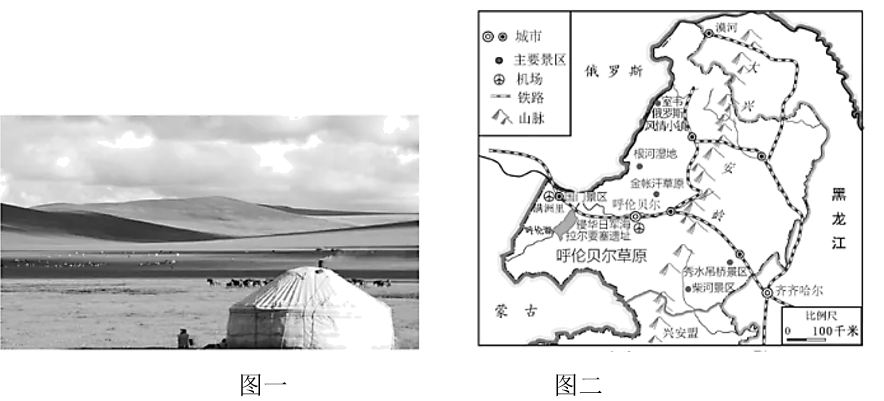 漠河
城市
主要景区
机场
铁路
山脉
俄罗斯
大
兴
安
岭
室韦
俄罗斯
风情小镇
根河湿地
金帐汗草原
国门景区
满洲里
呼伦贝尔
呼伦湖
侵华日军海
拉尔要塞遗址
呼伦贝尔草原
黑龙江
秀水吊桥景区
柴河景区
齐齐哈尔
蒙古
兴安盟
比例尺
0 100千米
图一
图二